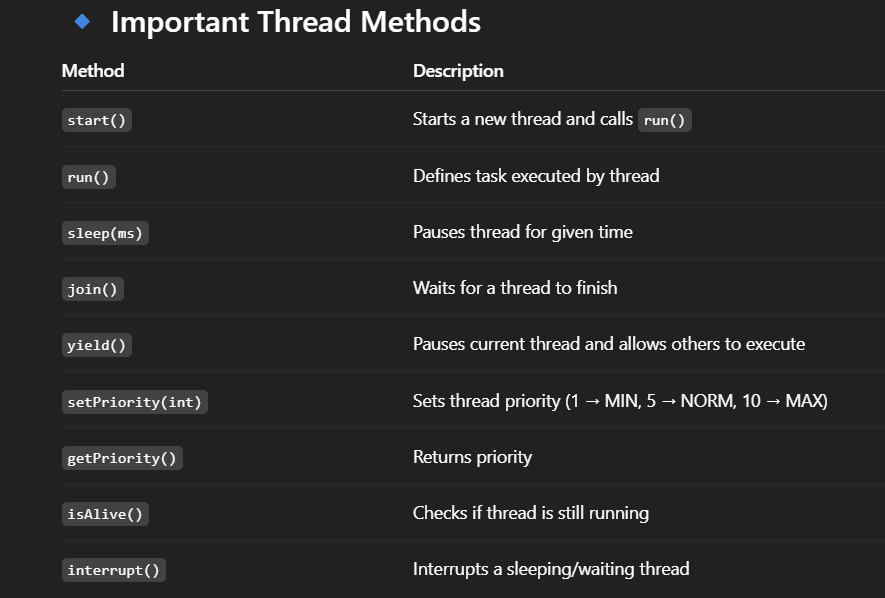 Important Thread Methods
Method Description
start() Starts a new thread and calls run()
run() Defines task executed by thread
sleep(ms) Pauses thread for given time
join() Waits for a thread to finish
yield() Pauses current thread and allows others to execute
setPriority(int) Sets thread priority (1 → MIN, 5 → NORM, 10 → MAX)
getPriority() Returns priority
isAlive() Checks if thread is still running
interrupt() Interrupts a sleeping/waiting thread